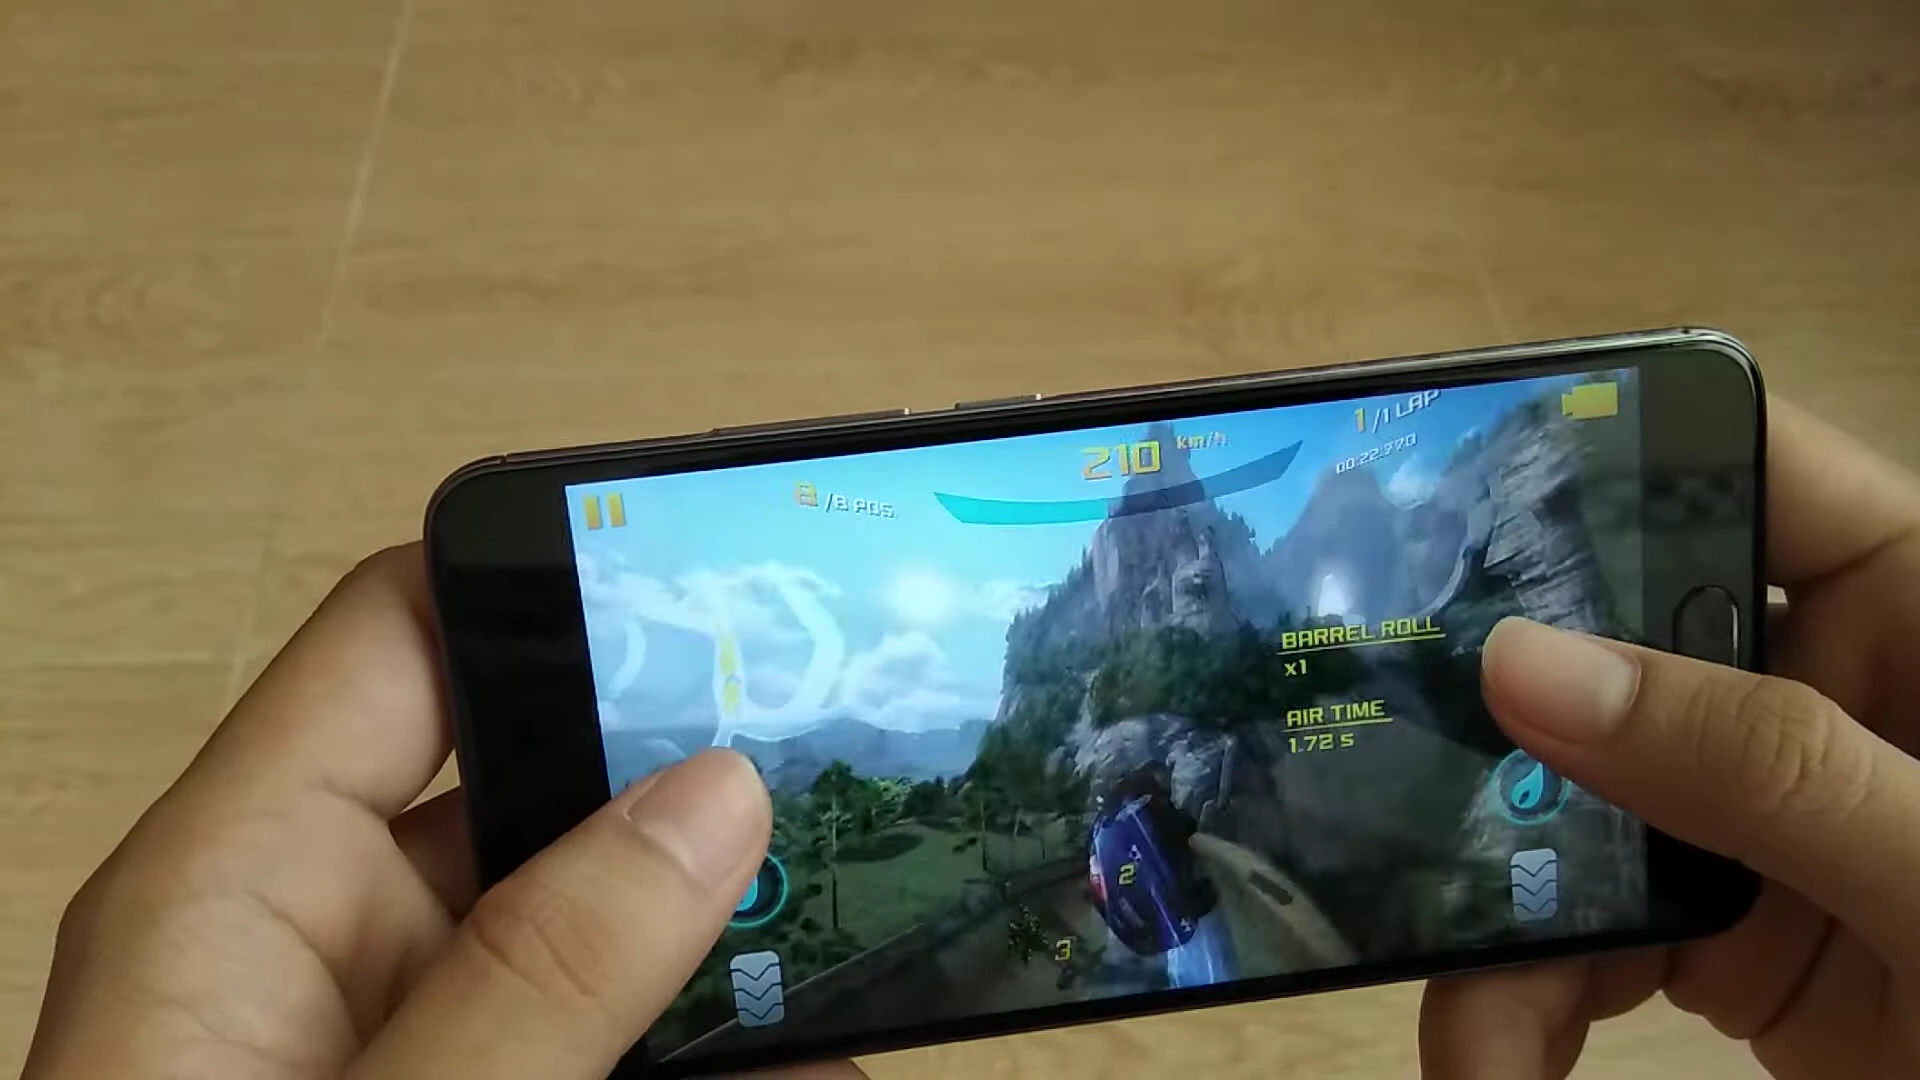 210 km/h
1/1 LAP
00:22:770
8/8 POS.
BARREL ROLL
x1
AIR TIME
1.72 s
2
3